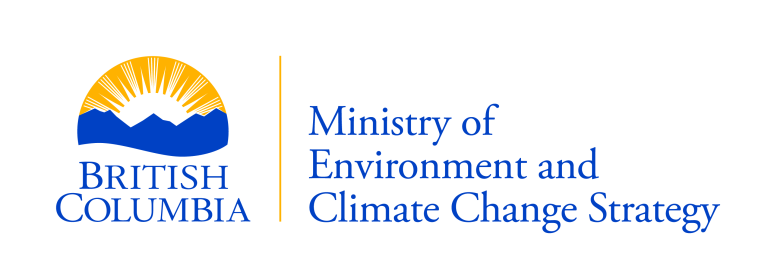 BRITISH
COLUMBIA
Ministry of
Environment and
Climate Change Strategy